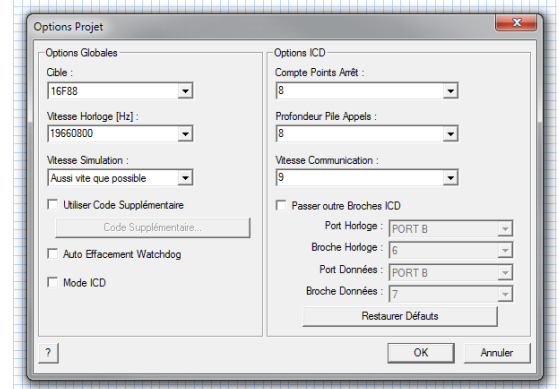 Options Projet
Options Globales
Cible :
16F88
Vitesse Horloge [Hz] :
19660800
Vitesse Simulation :
Aussi vite que possible
Utiliser Code Supplémentaire
Code Supplémentaire...
Auto Effacement Watchdog
Mode ICD
Options ICD
Compte Points Arrêt :
8
Profondeur Pile Appels :
8
Vitesse Communication :
9
Passer outre Broches ICD
Port Horloge : PORT B
Broche Horloge : 6
Port Données : PORT B
Broche Données : 7
Restaurer Défauts
? OK Annuler